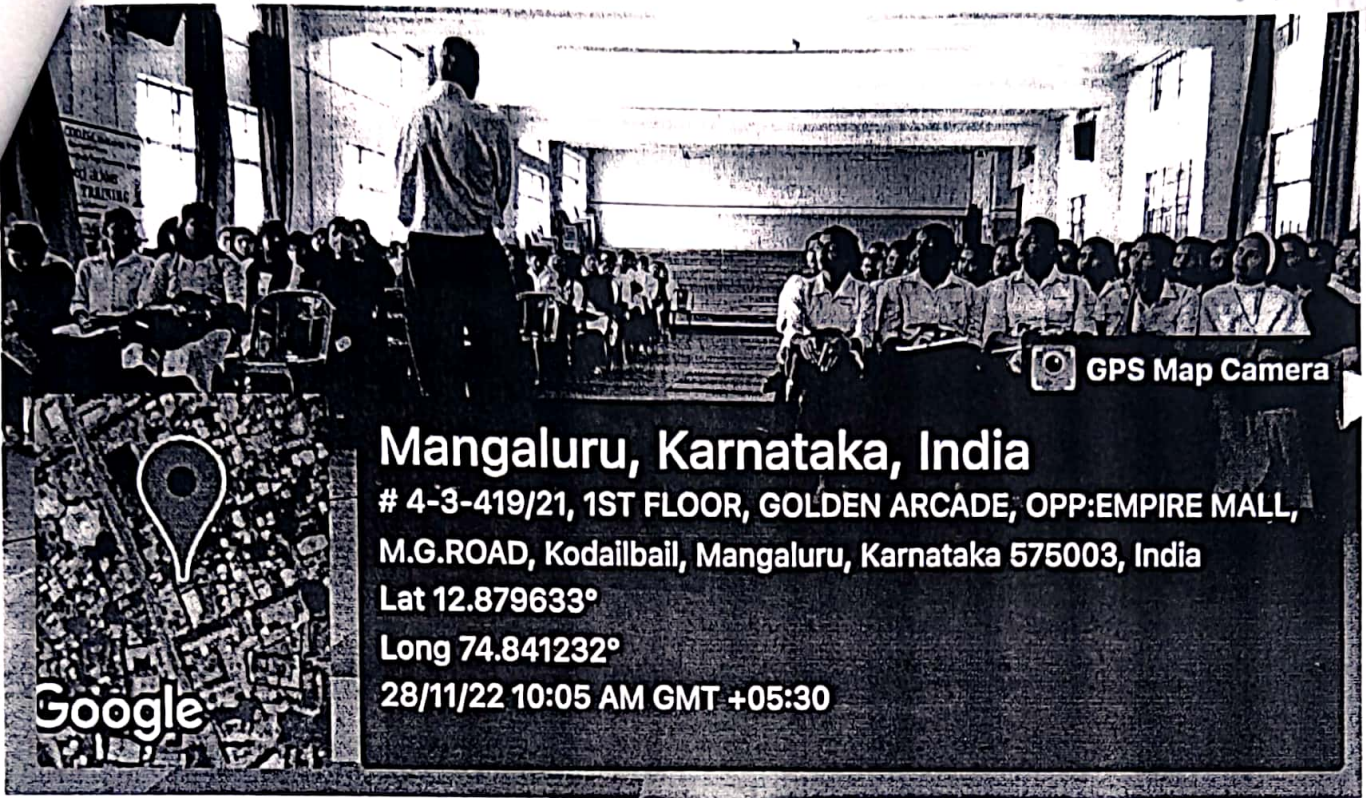 TRAINING
GPS Map Camera
Mangaluru, Karnataka, India
# 4-3-419/21, 1ST FLOOR, GOLDEN ARCADE, OPP:EMPIRE MALL,
M.G.ROAD, Kodailbail, Mangaluru, Karnataka 575003, India
Lat 12.879633°
Long 74.841232°
28/11/22 10:05 AM GMT +05:30
Google